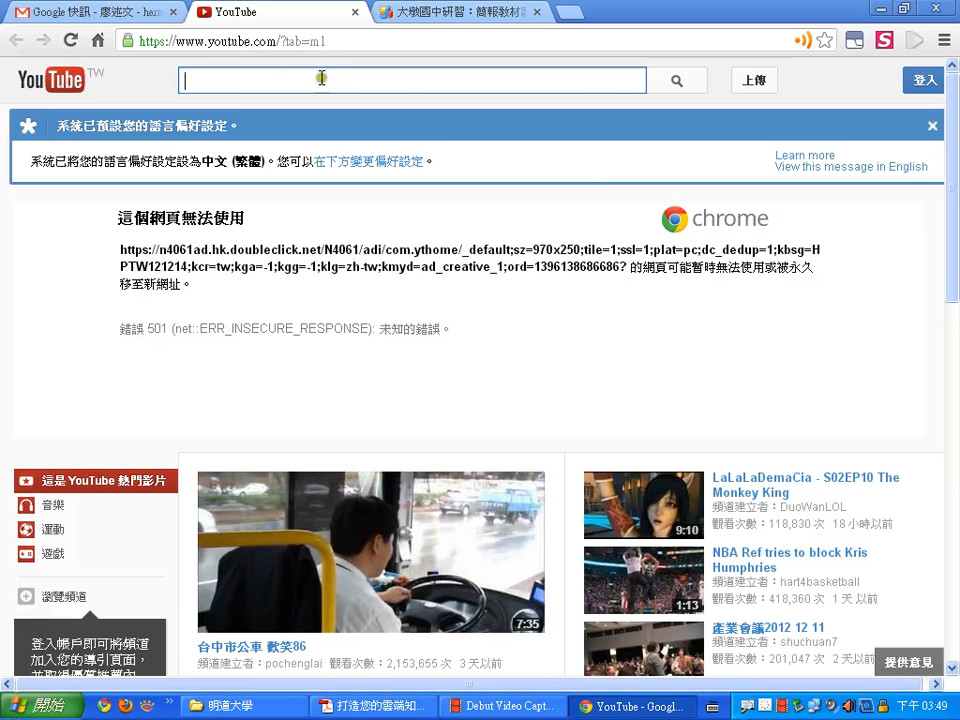 Google 快訊 - 廖述文 - han
YouTube
大墩國中研習：簡報教材
https://www.youtube.com/?tab=m1
YouTube TW
上傳
登入
系統已預設您的語言偏好設定。
系統已將您的語言偏好設定設為中文 (繁體)。您可以在下方變更偏好設定。
Learn more
View this message in English
這個網頁無法使用
chrome
https://n4061ad.hk.doubleclick.net/N4061/adi/com.ythome/_default;sz=970x250;tile=1;ssl=1;plat=pc;dc_dedup=1;kbsg=H
PTW121214;kcr=tw;kga=-1;kgg=-1;klg=zh-tw;kmyd=ad_creative_1;ord=1396138686686? 的網頁可能暫時無法使用或被永久
移至新網址。
錯誤 501 (net::ERR_INSECURE_RESPONSE): 未知的錯誤。
這是 YouTube 熱門影片
音樂
運動
遊戲
瀏覽頻道
登入帳戶即可將頻道
加入您的導引頁面，
7:35
台中市公車 歡笑86
頻道建立者：pochenglai 觀看次數：2,153,655 次 3 天以前
9:10
LaLaLaDemaCia - S02EP10 The
Monkey King
頻道建立者：DuoWanLOL
觀看次數：118,830 次 18 小時以前
1:13
NBA Ref tries to block Kris
Humphries
頻道建立者：hart4basketball
觀看次數：418,360 次 1 天以前
產業會議2012 12 11
頻道建立者：shuchuan7
觀看次數：201,047 次 2 天以前
提供意見
開始
明道大學
打造您的雲端知...
Debut Video Capt...
YouTube - Googl...
下午 03:49